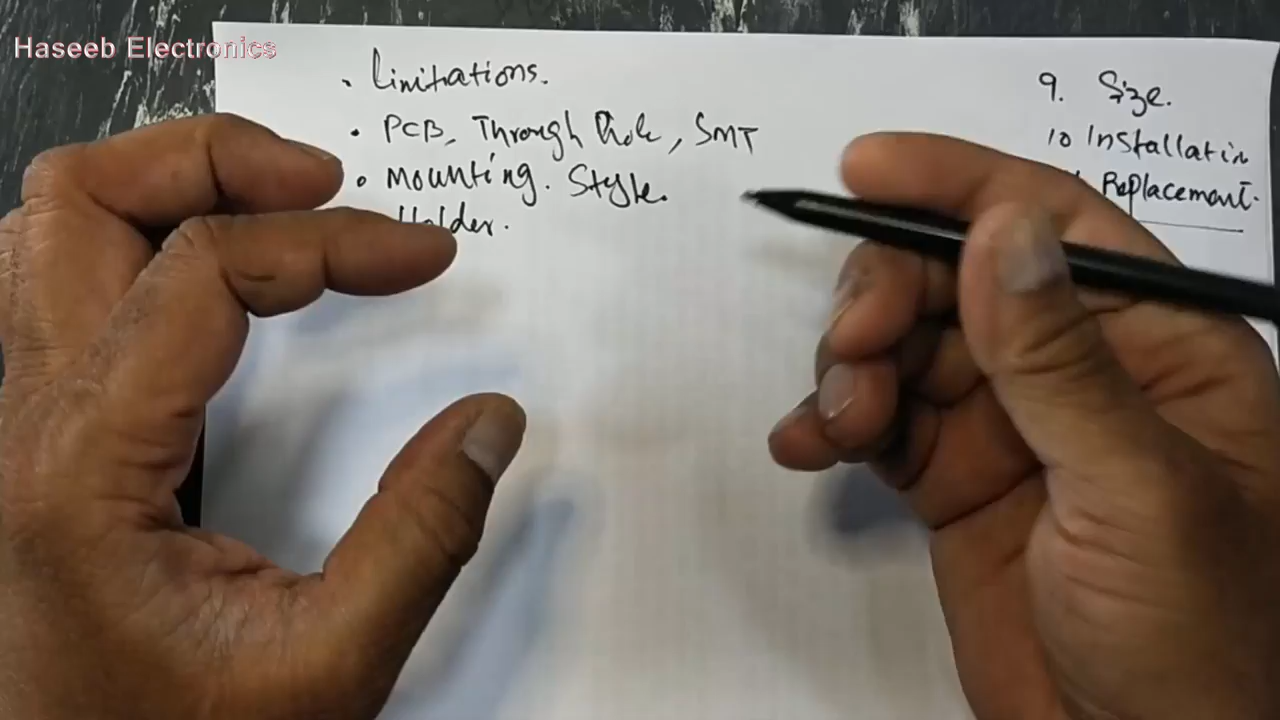 Haseeb Electronics
• Limitations.
• PCB, Through Hole, SMT
• Mounting. Style.
Holder.
9. Size.
10 Installatin
Replacement.